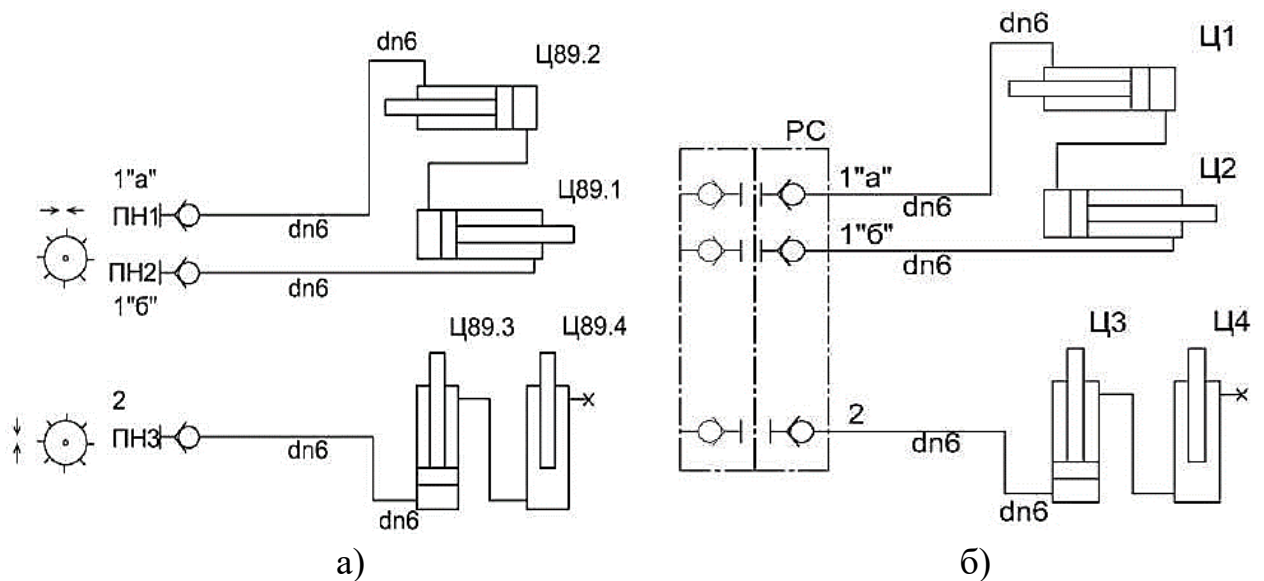 dn6
Ц89.2
1"а"
ПН1
dn6
Ц89.1
ПН2
1"б"
dn6
Ц89.3
Ц89.4
2
ПН3
dn6
dn6
а)
dn6
Ц1
РС
1"а"
dn6
Ц2
1"б"
dn6
Ц3
Ц4
2
dn6
dn6
б)